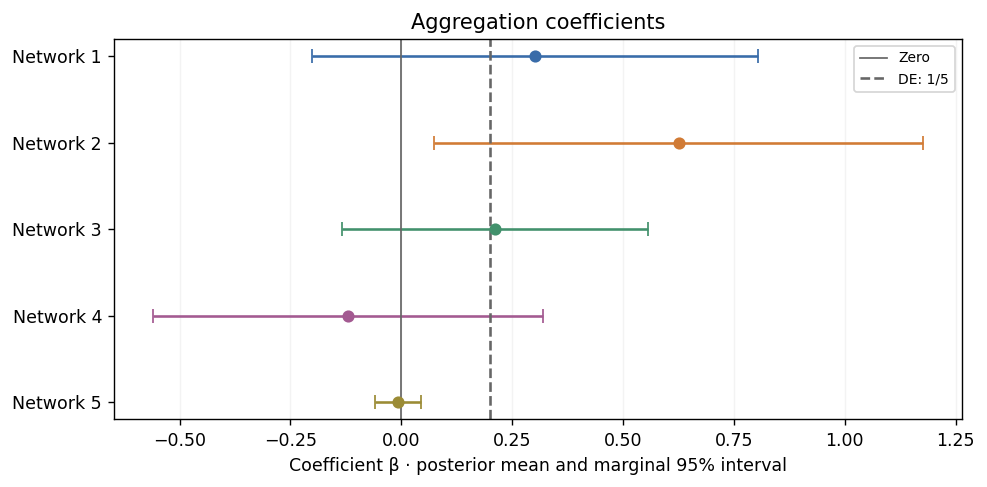 Aggregation coefficients
Network 1
Network 2
Network 3
Network 4
Network 5
Zero
DE: 1/5
−0.50
−0.25
0.00
0.25
0.50
0.75
1.00
1.25
Coefficient β · posterior mean and marginal 95% interval